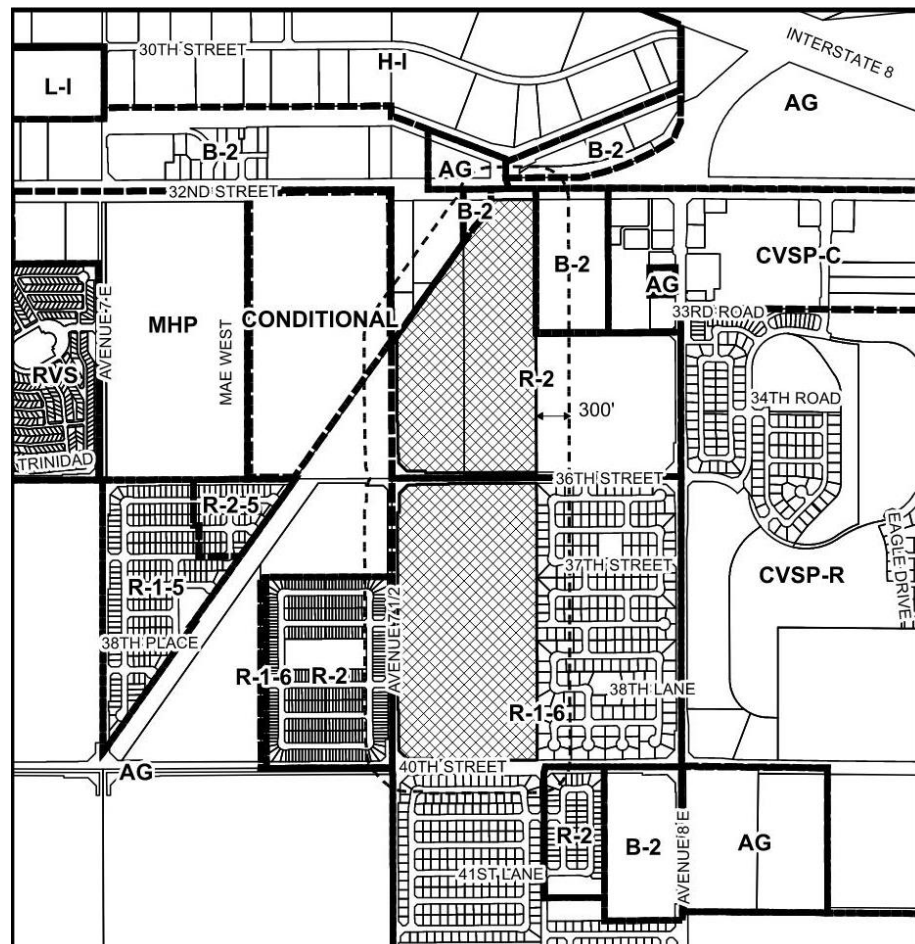 30TH STREET
H-I
INTERSTATE 8
L-I
AG
B-2
B-2
AG
32ND STREET
B-2
B-2
CVSP-C
AG
AVENUE 7 E
MHP
MAE WEST
CONDITIONAL
33RD ROAD
RVS
R-2
34TH ROAD
300'
TRINIDAD
36TH STREET
R-2-5
EAGLE DRIVE
37TH STREET
CVSP-R
R-1-5
AVENUE 7 1/2
38TH PLACE
R-1-6
R-2
38TH LANE
R-1-6
40TH STREET
AG
R-2
B-2
AVENUE 8 E
AG
41ST LANE